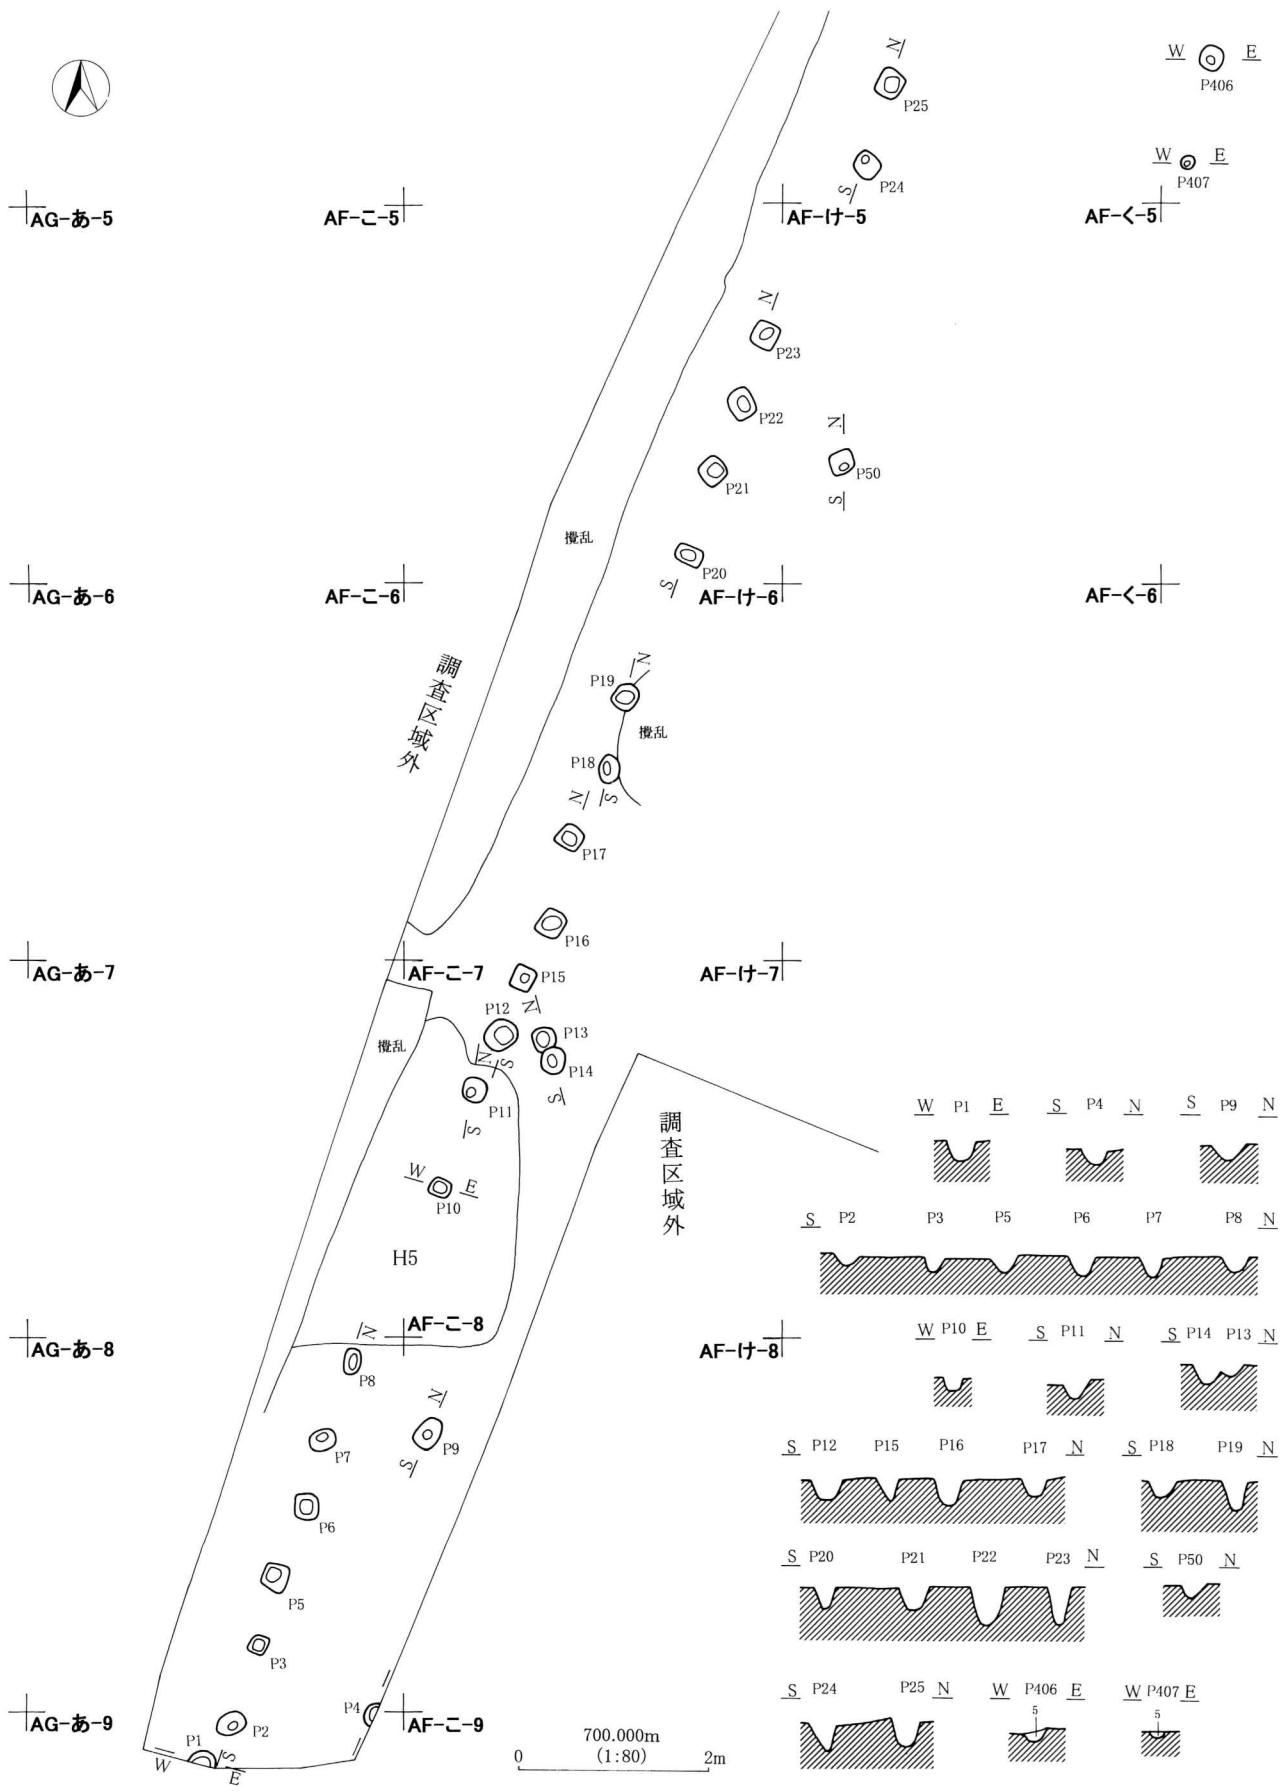 N
P25
W E
P406
P24
S
W E
P407
AG-あ-5
AF-こ-5
AF-け-5
AF-く-5
N
P23
P22
N
P50
S
P21
攪乱
P20
S
AG-あ-6
AF-こ-6
AF-け-6
AF-く-6
N
P19
調査区域外
攪乱
P18
N S
P17
P16
AG-あ-7
AF-こ-7
AF-け-7
P15
N
P12
P13
攪乱
N S
P14
P11
S
S
調査区域外
W E
P10
H5
AG-あ-8
AF-こ-8
AF-け-8
N
P8
N
P9
S
P7
P6
P5
P3
P4
AG-あ-9
AF-こ-9
P2
P1
S
W E
W P1 E
S P4 N
S P9 N
S P2 P3 P5 P6 P7 P8 N
W P10 E
S P11 N
S P14 P13 N
S P12 P15 P16 P17 N
S P18 P19 N
S P20 P21 P22 P23 N
S P50 N
S P24 P25 N
W P406 E
5
W P407 E
5
700.000m
(1:80)
0 2m